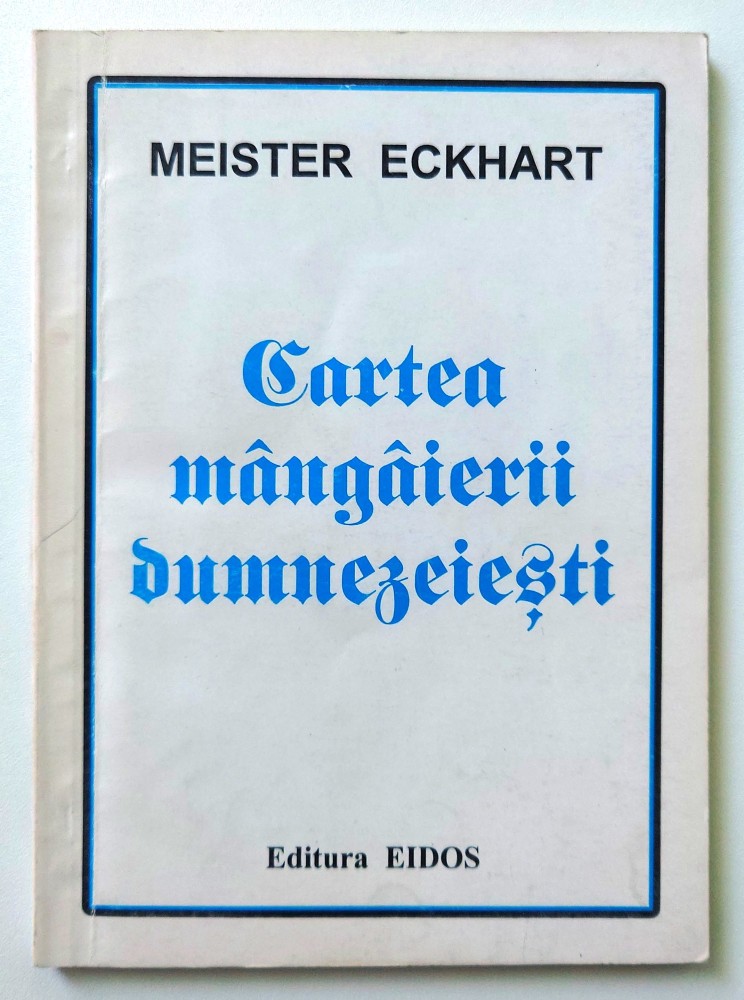 MEISTER ECKHART
Cartea
mângâierii
dumnezeiești
Editura EIDOS